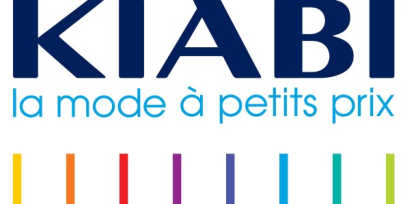 KIABI
la mode à petits prix